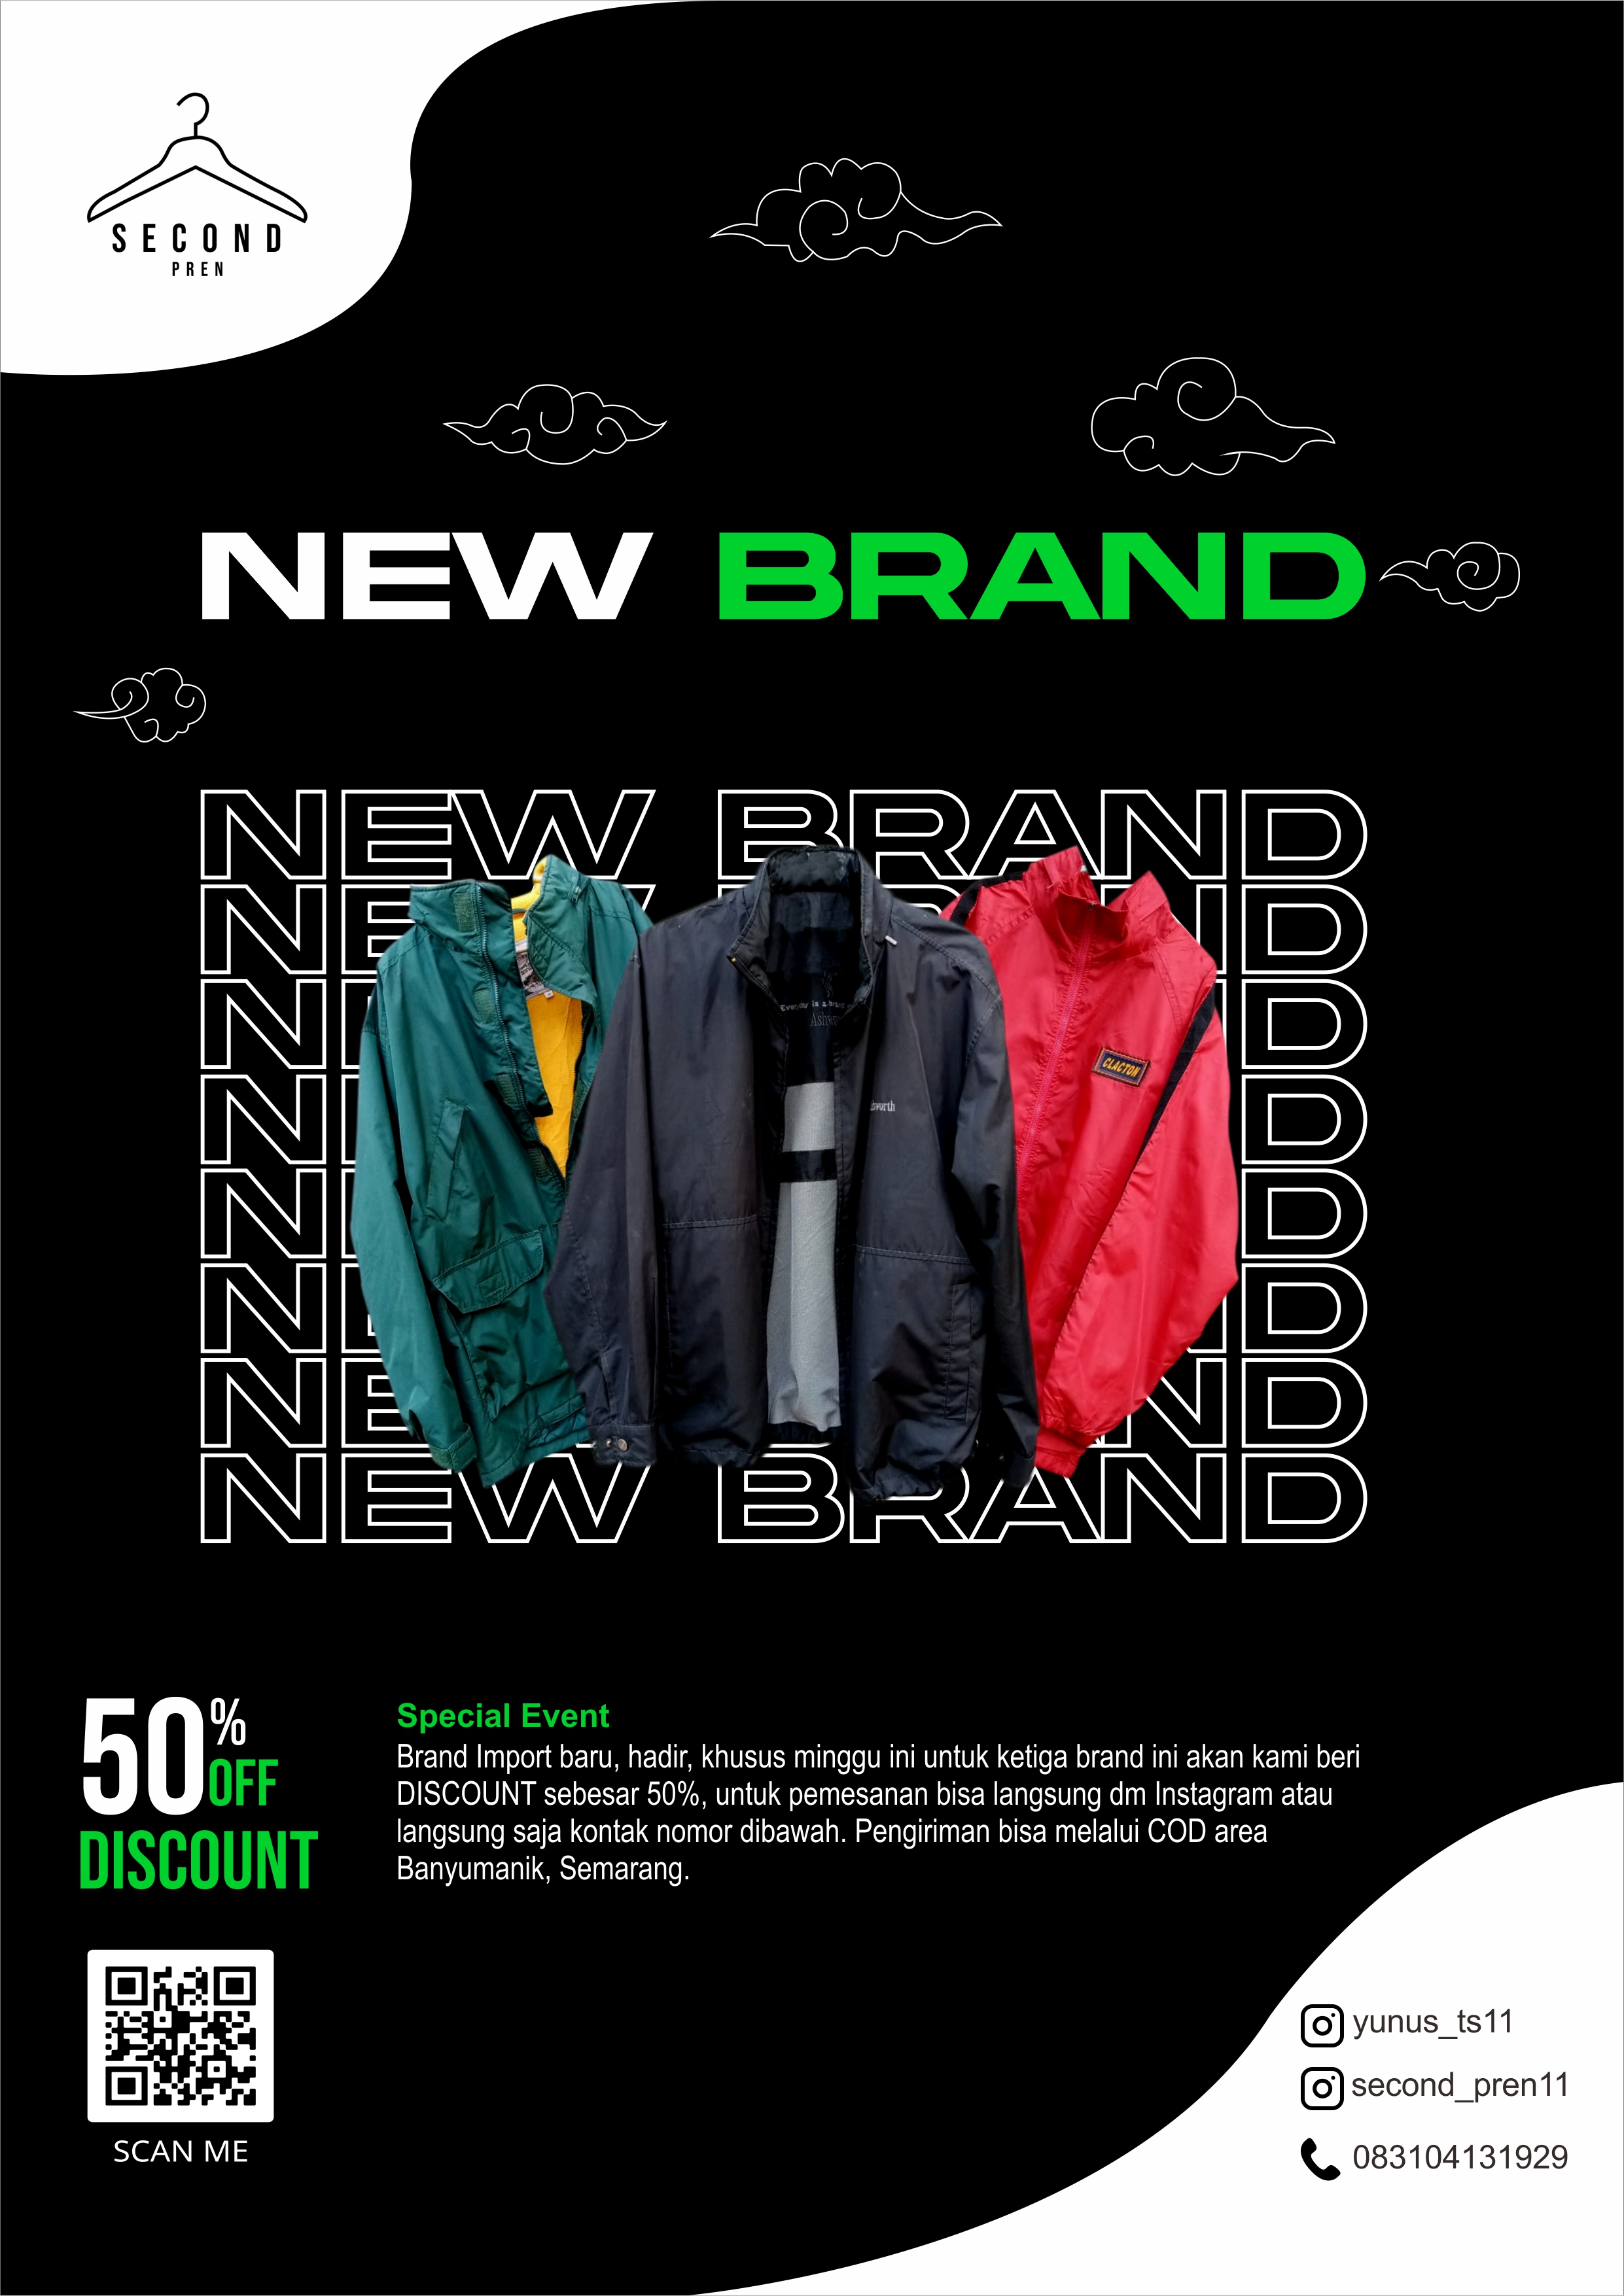 SECOND
PREN
NEW BRAND
NEW BRAND
NEW BRAND
CLACTON
50%
OFF
DISCOUNT
Special Event
Brand Import baru, hadir, khusus minggu ini untuk ketiga brand ini akan kami beri
DISCOUNT sebesar 50%, untuk pemesanan bisa langsung dm Instagram atau
langsung saja kontak nomor dibawah. Pengiriman bisa melalui COD area
Banyumanik, Semarang.
SCAN ME
yunus_ts11
second_pren11
083104131929